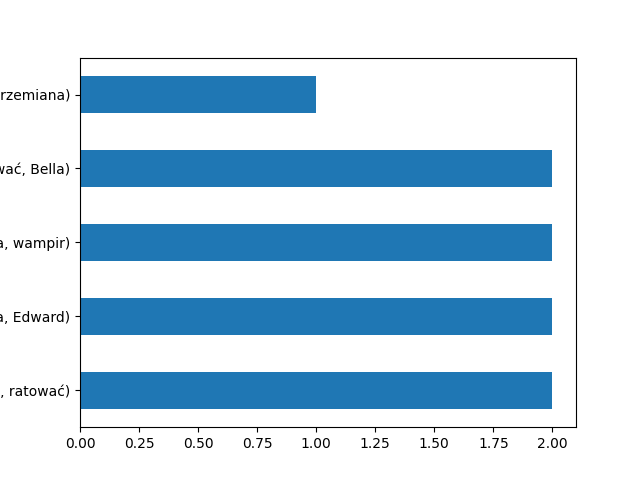 rzemiana)
wać, Bella)
a, wampir)
a, Edward)
, ratować)
0.00 0.25 0.50 0.75 1.00 1.25 1.50 1.75 2.00